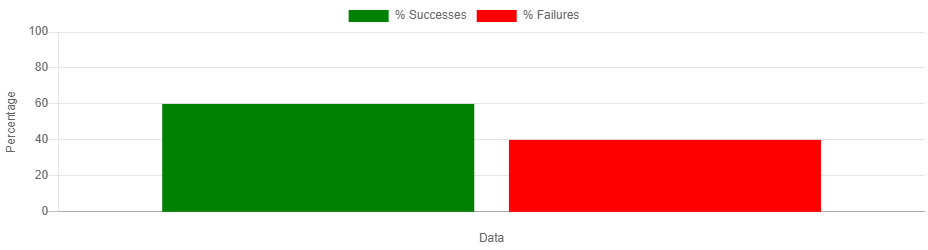 % Successes % Failures
100
80
60
40
20
0
Percentage
Data